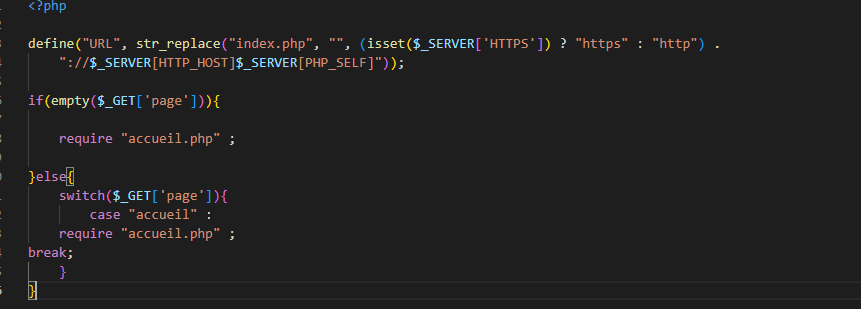 <?php
define("URL", str_replace("index.php", "", (isset($_SERVER['HTTPS']) ? "https" : "http") .
"://$_SERVER[HTTP_HOST]$_SERVER[PHP_SELF]"));
if(empty($_GET['page'])){
require "accueil.php" ;
}else{
switch($_GET['page']){
case "accueil" :
require "accueil.php" ;
break;
}
}